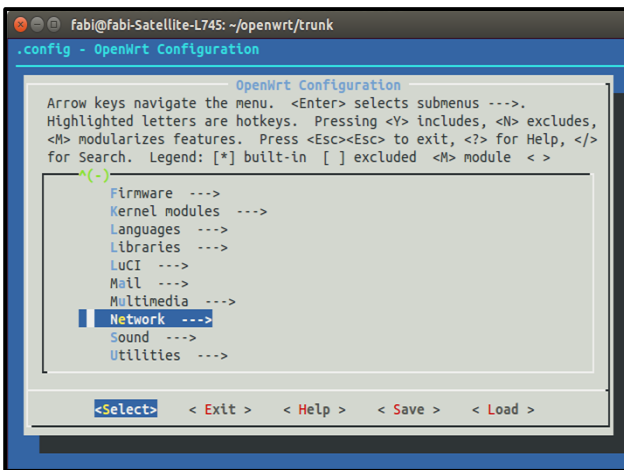 fabi@fabi-Satellite-L745: ~/openwrt/trunk
.config - OpenWrt Configuration
OpenWrt Configuration
Arrow keys navigate the menu.  <Enter> selects submenus --->.
Highlighted letters are hotkeys.  Pressing <Y> includes, <N> excludes,
<M> modularizes features.  Press <Esc><Esc> to exit, <?> for Help, </>
for Search.  Legend: [*] built-in  [ ] excluded  <M> module  < >
^(-)
Firmware  --->
Kernel modules  --->
Languages  --->
Libraries  --->
LuCI  --->
Mail  --->
Multimedia  --->
Network  --->
Sound  --->
Utilities  --->
<Select>    < Exit >    < Help >    < Save >    < Load >